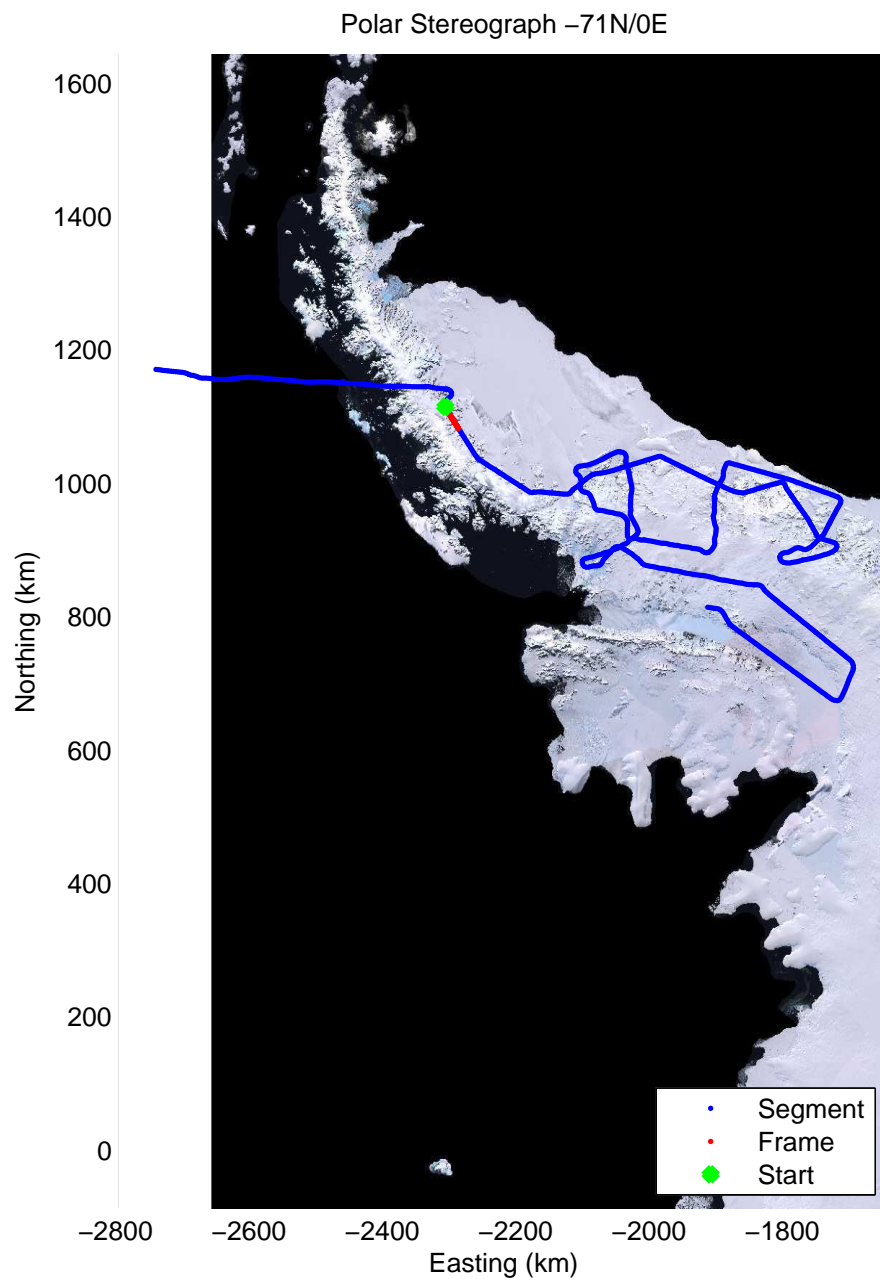 Polar Stereograph −71N/0E
1600
1400
1200
1000
800
600
400
200
0
Northing (km)
−2800 −2600 −2400 −2200 −2000 −1800
Easting (km)
Segment
Frame
Start